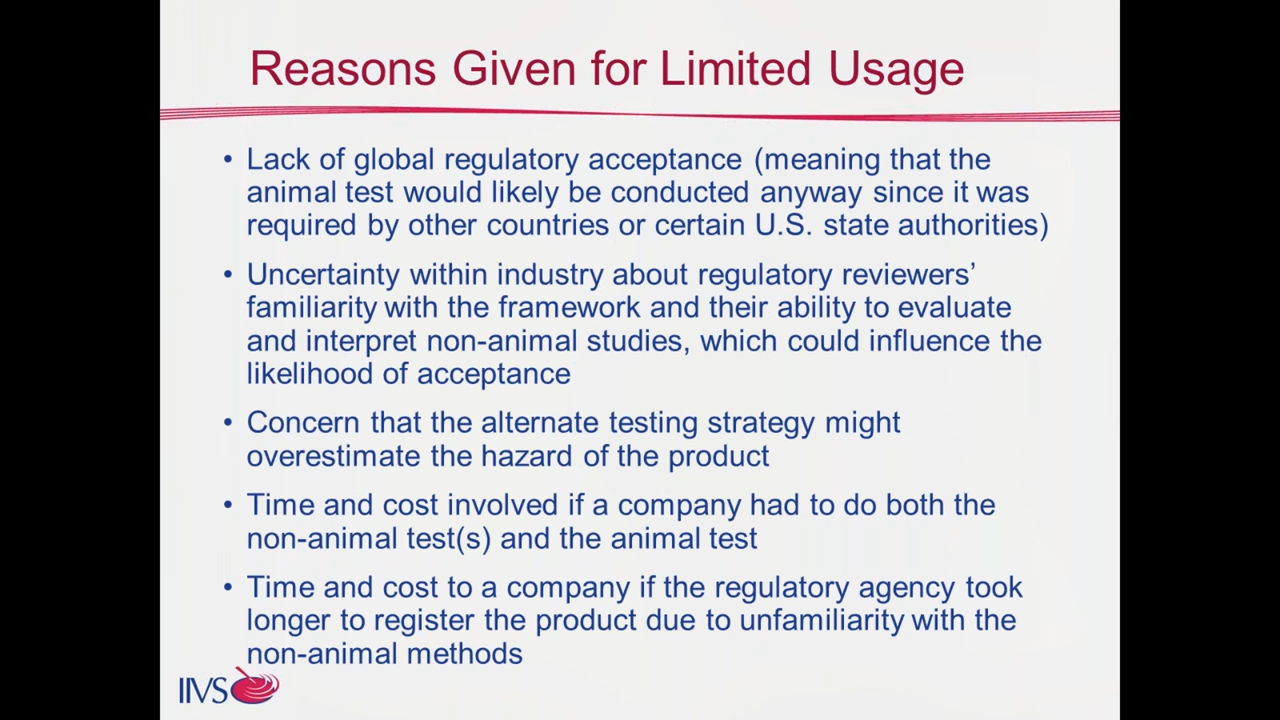 Reasons Given for Limited Usage
• Lack of global regulatory acceptance (meaning that the
animal test would likely be conducted anyway since it was
required by other countries or certain U.S. state authorities)
• Uncertainty within industry about regulatory reviewers’
familiarity with the framework and their ability to evaluate
and interpret non-animal studies, which could influence the
likelihood of acceptance
• Concern that the alternate testing strategy might
overestimate the hazard of the product
• Time and cost involved if a company had to do both the
non-animal test(s) and the animal test
• Time and cost to a company if the regulatory agency took
longer to register the product due to unfamiliarity with the
non-animal methods
IIVS